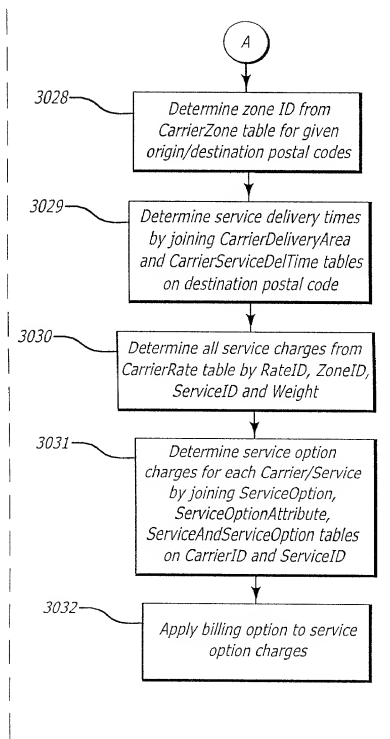 A
3028
Determine zone ID from
CarrierZone table for given
origin/destination postal codes
3029
Determine service delivery times
by joining CarrierDeliveryArea
and CarrierServiceDelTime tables
on destination postal code
3030
Determine all service charges from
CarrierRate table by RateID, ZoneID,
ServiceID and Weight
3031
Determine service option
charges for each Carrier/Service
by joining ServiceOption,
ServiceOptionAttribute,
ServiceAndServiceOption tables
on CarrierID and ServiceID
3032
Apply billing option to service
option charges